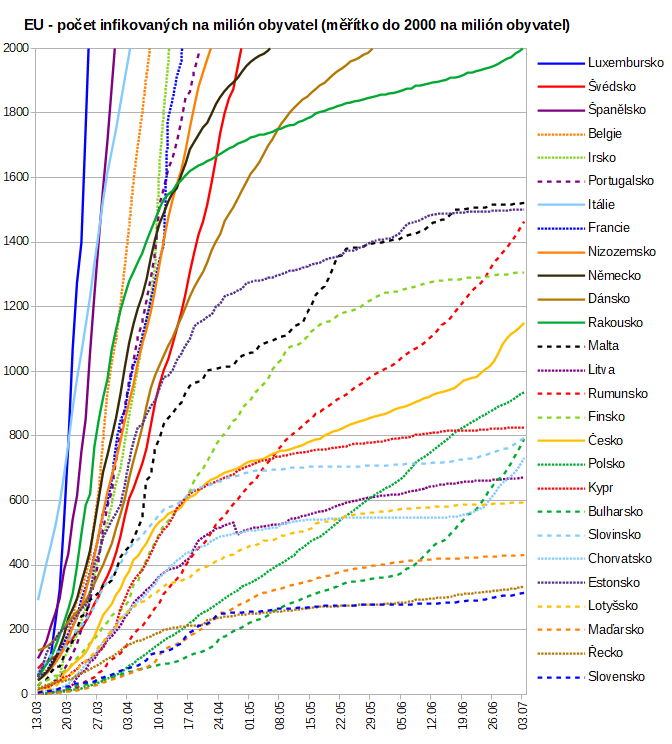 EU - počet infikovaných na milión obyvatel (měřítko do 2000 na milión obyvatel)
2000
1800
1600
1400
1200
1000
800
600
400
200
0
13.03
20.03
27.03
03.04
10.04
17.04
24.04
01.05
08.05
15.05
22.05
29.05
05.06
12.06
19.06
26.06
03.07
Luxembursko
Švédsko
Španělsko
Belgie
Irsko
Portugalsko
Itálie
Francie
Nizozemsko
Německo
Dánsko
Rakousko
Malta
Litva
Rumunsko
Finsko
Česko
Polsko
Kypr
Bulharsko
Slovinsko
Chorvatsko
Estonsko
Lotyšsko
Maďarsko
Řecko
Slovensko